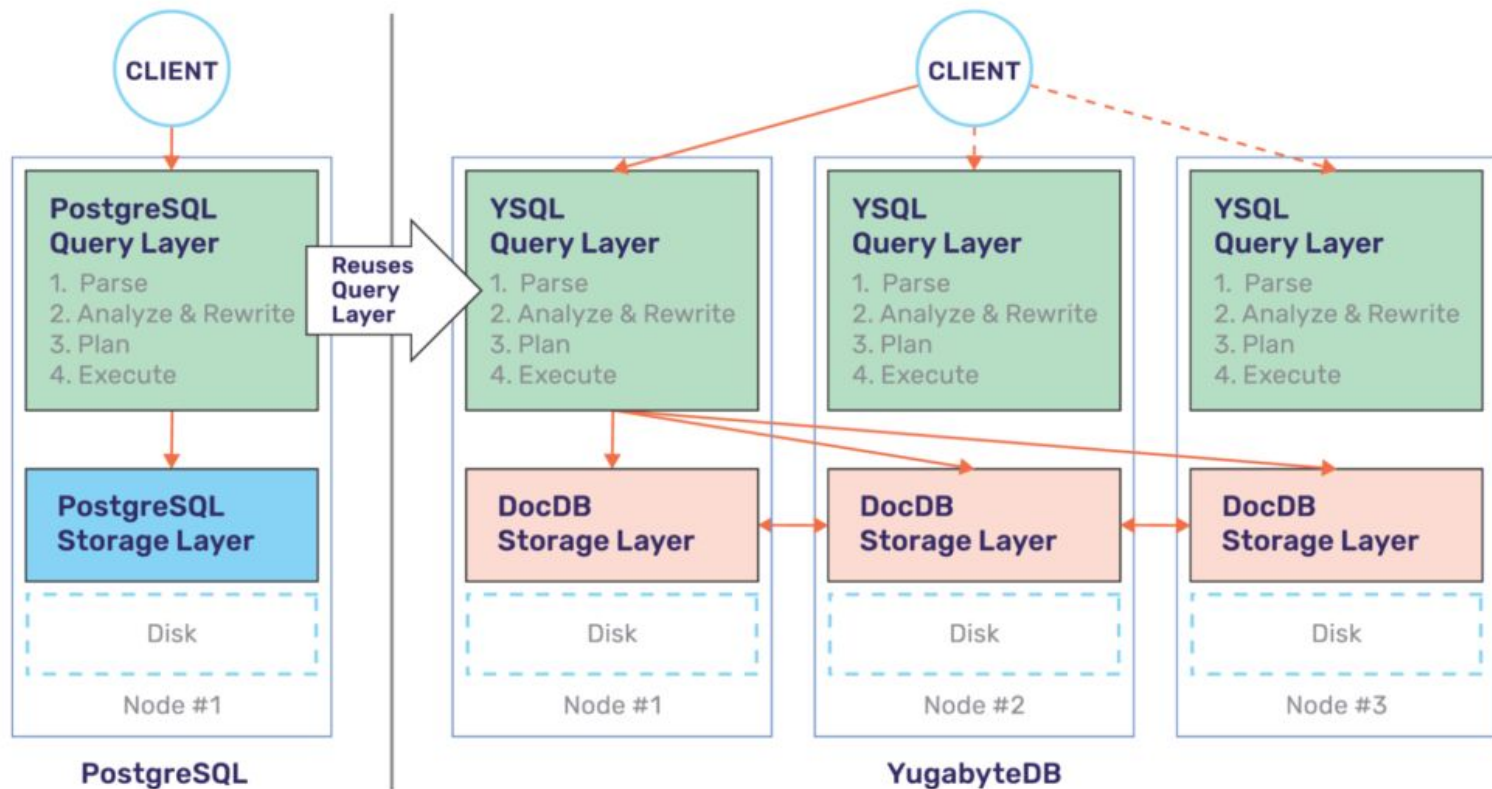 CLIENT
PostgreSQL
Query Layer
1. Parse
2. Analyze & Rewrite
3. Plan
4. Execute
PostgreSQL
Storage Layer
Disk
Node #1
PostgreSQL
Reuses
Query
Layer
CLIENT
YSQL
Query Layer
1. Parse
2. Analyze & Rewrite
3. Plan
4. Execute
DocDB
Storage Layer
Disk
Node #1
YSQL
Query Layer
1. Parse
2. Analyze & Rewrite
3. Plan
4. Execute
DocDB
Storage Layer
Disk
Node #2
YSQL
Query Layer
1. Parse
2. Analyze & Rewrite
3. Plan
4. Execute
DocDB
Storage Layer
Disk
Node #3
YugabyteDB